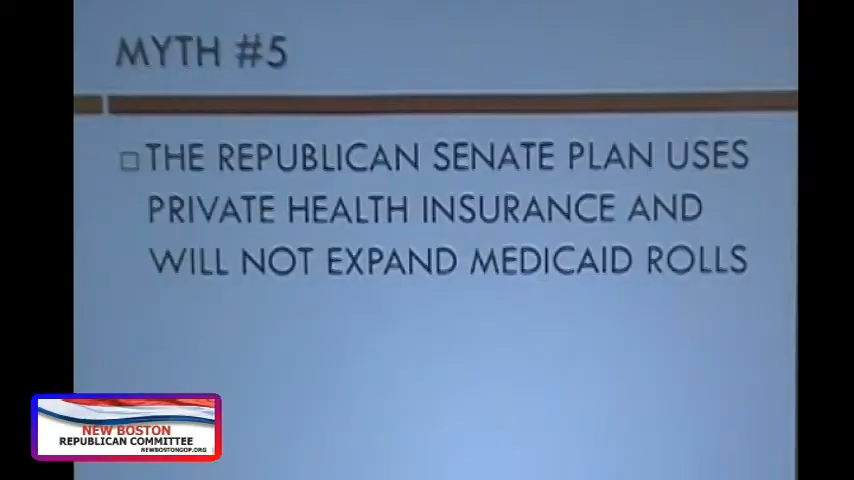 MYTH #5
THE REPUBLICAN SENATE PLAN USES
PRIVATE HEALTH INSURANCE AND
WILL NOT EXPAND MEDICAID ROLLS
NEW BOSTON
REPUBLICAN COMMITTEE
NEWBOSTONGOP.ORG